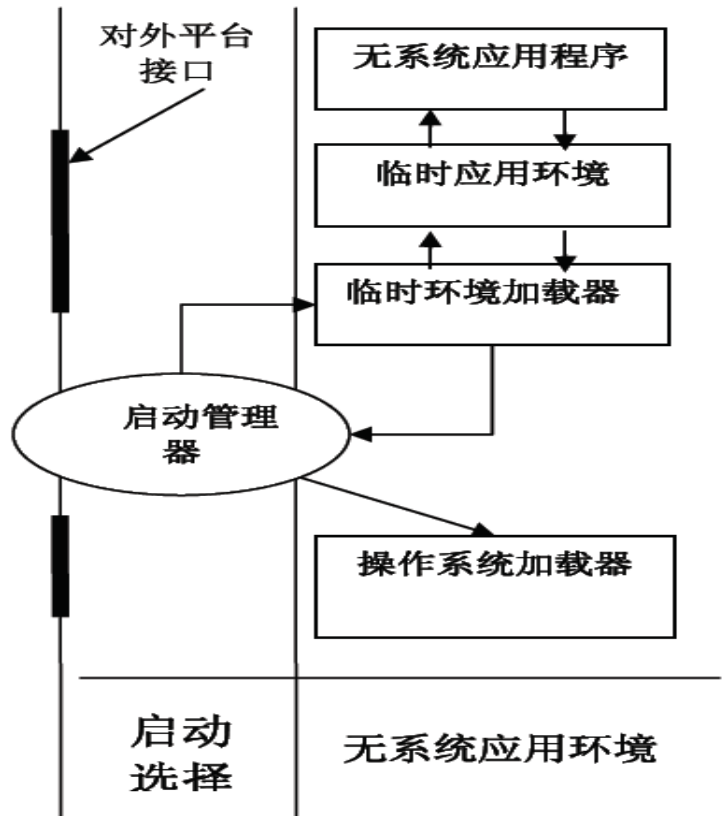 对外平台
接口
无系统应用程序
临时应用环境
临时环境加载器
启动管理
器
操作系统加载器
启动
选择
无系统应用环境